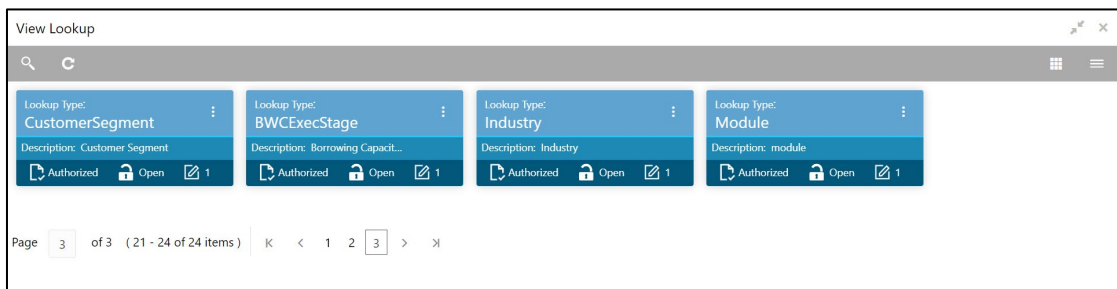 View Lookup
Lookup Type: Lookup Type: Lookup Type: Lookup Type:
CustomerSegment BWCExecStage Industry Module
Description: Customer Segment Description: Borrowing Capacit... Description: Industry Description: module
Authorized Open 1 Authorized Open 1 Authorized Open 1 Authorized Open 1
Page 3 of 3 ( 21 - 24 of 24 items ) 1 2 3